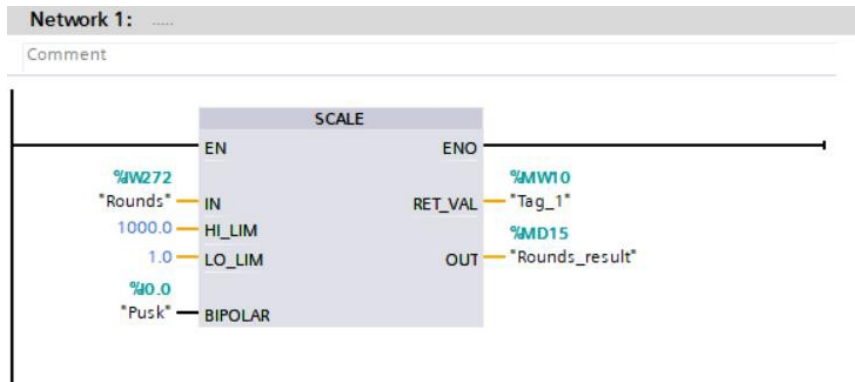 Network 1: .....
Comment
SCALE
EN ENO
%IW272 %MW10
"Rounds" IN RET_VAL "Tag_1"
1000.0 HI_LIM %MD15
1.0 LO_LIM OUT "Rounds_result"
%I0.0
"Pusk" BIPOLAR